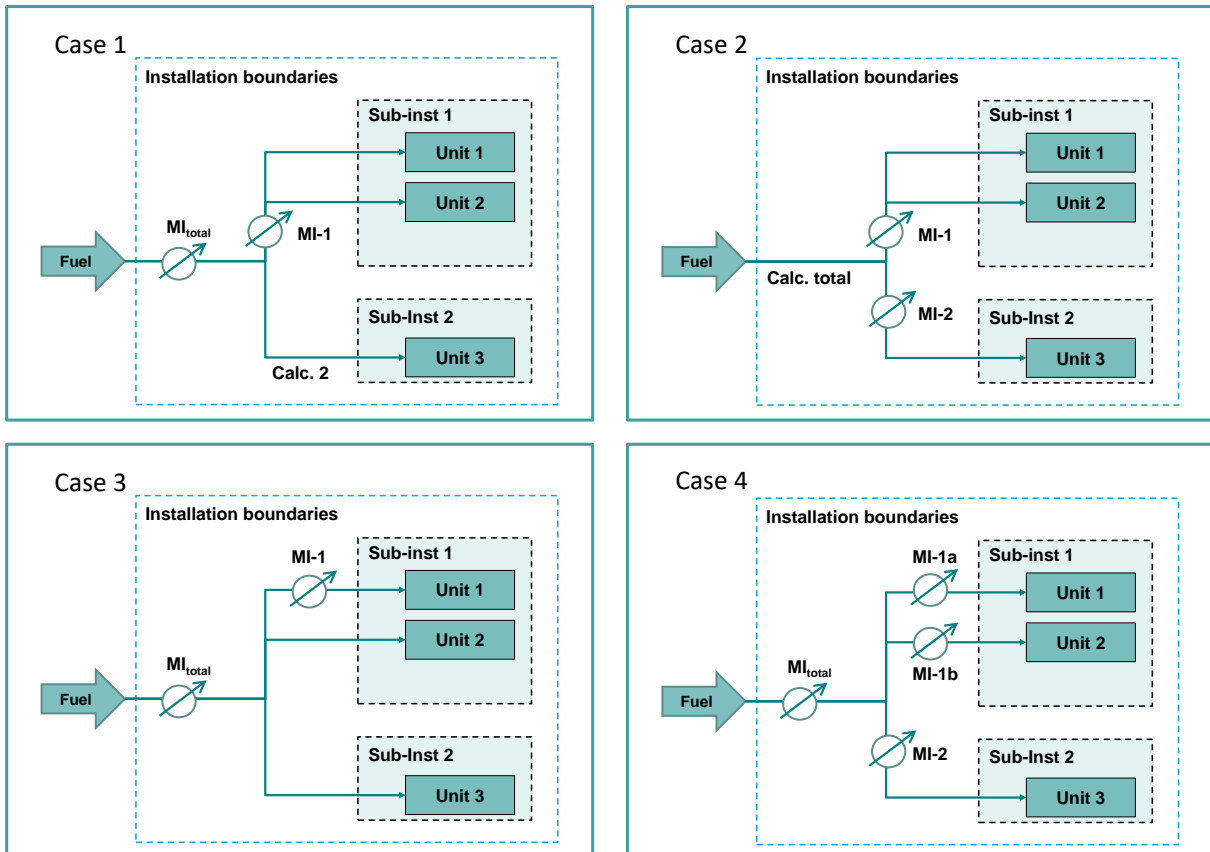 Case 1
Installation boundaries
Sub-inst 1
Unit 1
Unit 2
MI-1
MItotal
Fuel
Sub-Inst 2
Unit 3
Calc. 2
Case 2
Installation boundaries
Sub-inst 1
Unit 1
Unit 2
MI-1
Fuel
Calc. total
MI-2
Sub-Inst 2
Unit 3
Case 3
Installation boundaries
MI-1
Sub-inst 1
Unit 1
Unit 2
MItotal
Fuel
Sub-Inst 2
Unit 3
Case 4
Installation boundaries
MI-1a
Sub-inst 1
Unit 1
Unit 2
MI-1b
MItotal
Fuel
MI-2
Sub-Inst 2
Unit 3